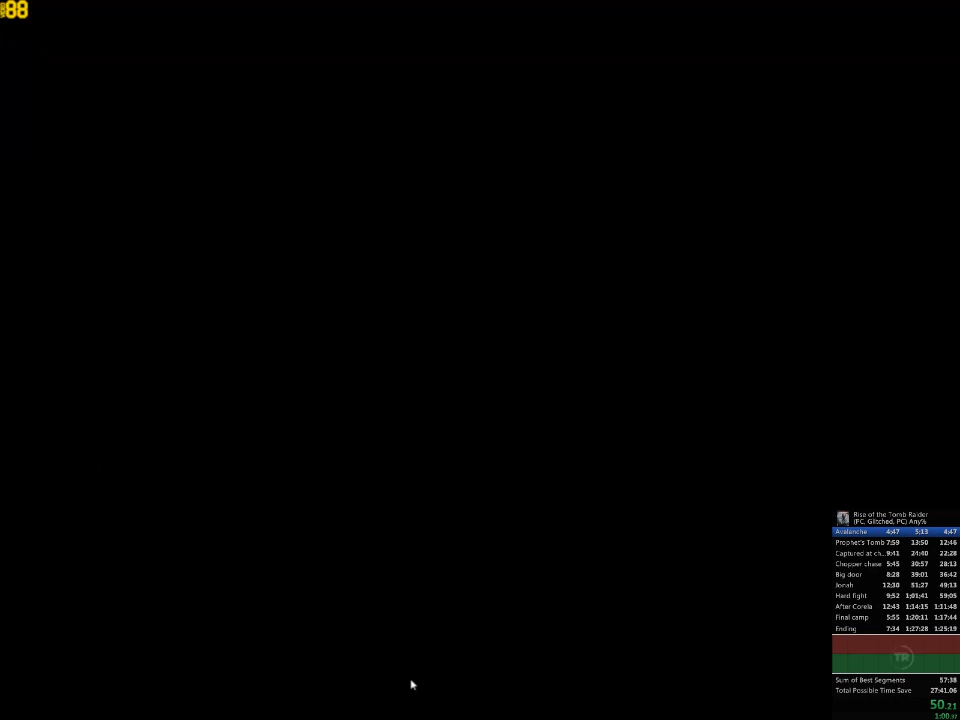 88
Rise of the Tomb Raider
(PC, Glitched, PC) Any%
Avalanche 4:47 5:13 4:47
Prophet's Tomb 7:59 13:50 12:46
Captured at ch... 9:41 24:40 22:28
Chopper chase 5:45 30:57 28:13
Big door 8:28 39:01 36:42
Jonah 12:30 51:27 49:13
Hard fight 9:52 1:01:41 59:05
After Corela 12:43 1:14:15 1:11:48
Final camp 5:55 1:20:11 1:17:44
Ending 7:34 1:27:28 1:25:19
TR
Sum of Best Segments 57:38
Total Possible Time Save 27:41.06
50.21
1:00.32